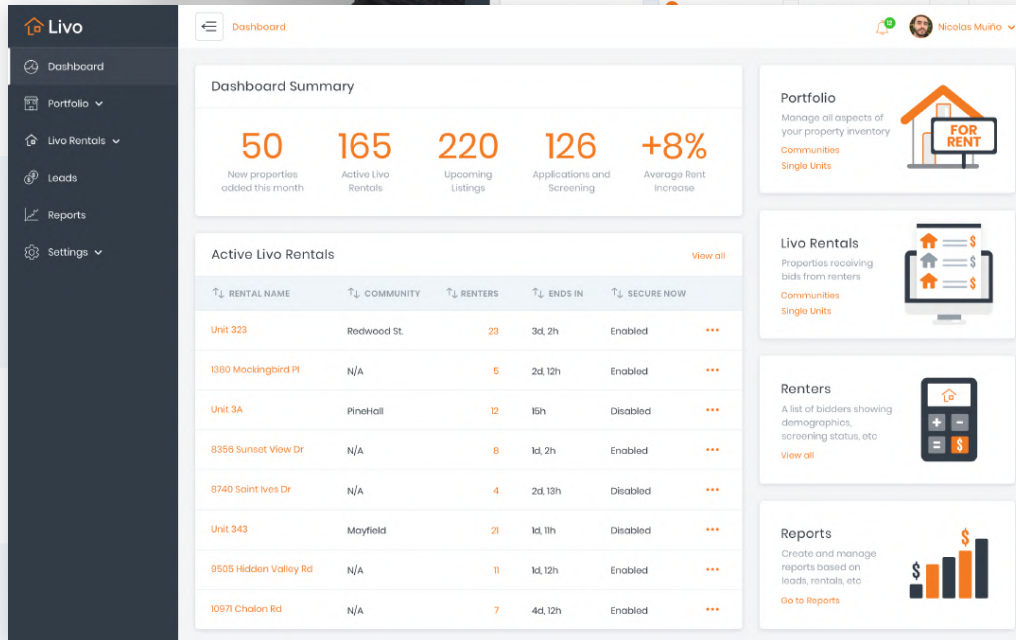 Livo
Dashboard
Portfolio
Livo Rentals
Leads
Reports
Settings
Dashboard
12
Nicolas Muiño
Dashboard Summary
50
New properties
added this month
165
Active Livo
Rentals
220
Upcoming
Listings
126
Applications and
Screening
+8%
Average Rent
Increase
Active Livo Rentals
View all
RENTAL NAME COMMUNITY RENTERS ENDS IN SECURE NOW
Unit 323 Redwood St. 23 3d, 2h Enabled
1380 Mockingbird Pl N/A 5 2d, 12h Enabled
Unit 3A PineHall 12 15h Disabled
8356 Sunset View Dr N/A 8 1d, 2h Enabled
8740 Saint Ives Dr N/A 4 2d, 13h Disabled
Unit 343 Mayfield 21 1d, 11h Disabled
9505 Hidden Valley Rd N/A 11 1d, 12h Enabled
10971 Chalon Rd N/A 7 4d, 12h Enabled
Portfolio
Manage all aspects of
your property inventory
Communities
Single Units
FOR
RENT
Livo Rentals
Properties receiving
bids from renters
Communities
Single Units
$
$
$
Renters
A list of bidders showing
demographics,
screening status, etc
View all
+ -
= $
Reports
Create and manage
reports based on
leads, rentals, etc
Go to Reports
$
$